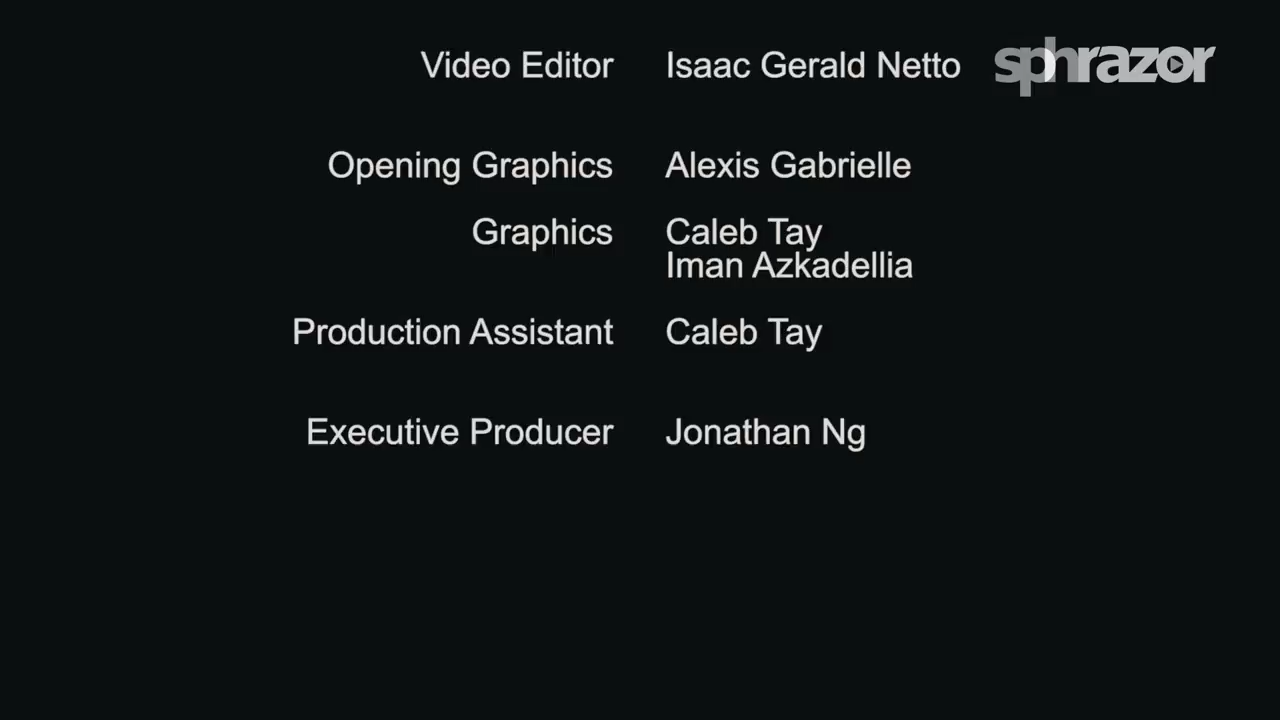 Video Editor Isaac Gerald Netto sphrazor
Opening Graphics Alexis Gabrielle
Graphics Caleb Tay
Iman Azkadellia
Production Assistant Caleb Tay
Executive Producer Jonathan Ng